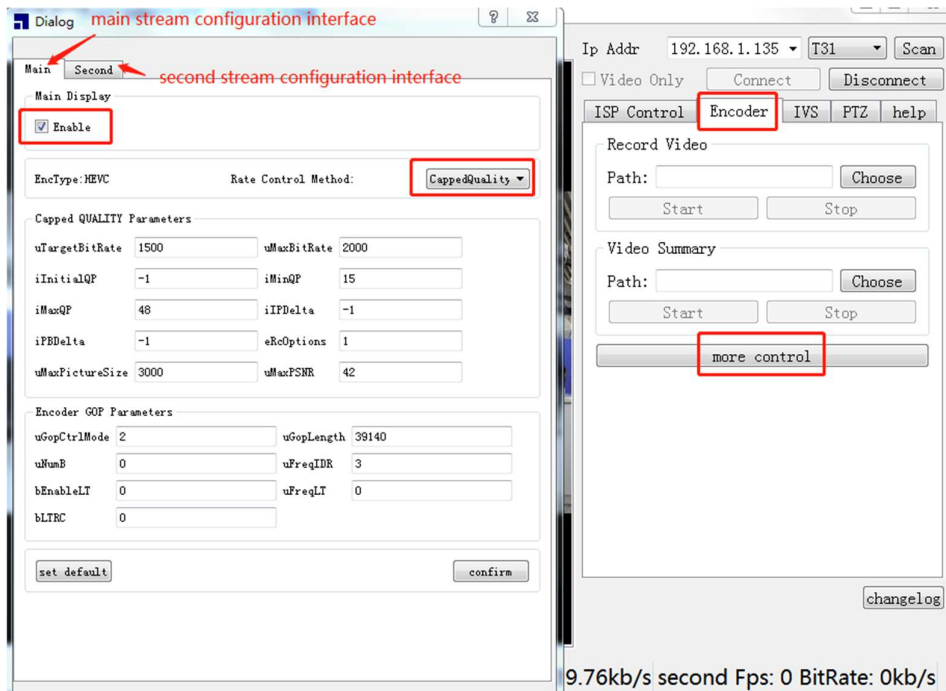 Dialog
main stream configuration interface
Main
Second
second stream configuration interface
Main Display
Enable
EncType:HEVC Rate Control Method: CappedQuality
Capped QUALITY Parameters
uTargetBitRate 1500 uMaxBitRate 2000
iInitialQP -1 iMinQP 15
iMaxQP 48 iIPDelta -1
iPBDelta -1 eRcOptions 1
uMaxPictureSize 3000 uMaxPSNR 42
Encoder GOP Parameters
uGopCtrlMode 2 uGopLength 39140
uNumB 0 uFreqIDR 3
bEnableLT 0 uFreqLT 0
bLTRC 0
set default confirm
Ip Addr 192.168.1.135 T31 Scan
Video Only Connect Disconnect
ISP Control Encoder IVS PTZ help
Record Video
Path: Choose
Start Stop
Video Summary
Path: Choose
Start Stop
more control
changelog
9.76kb/s second Fps: 0 BitRate: 0kb/s